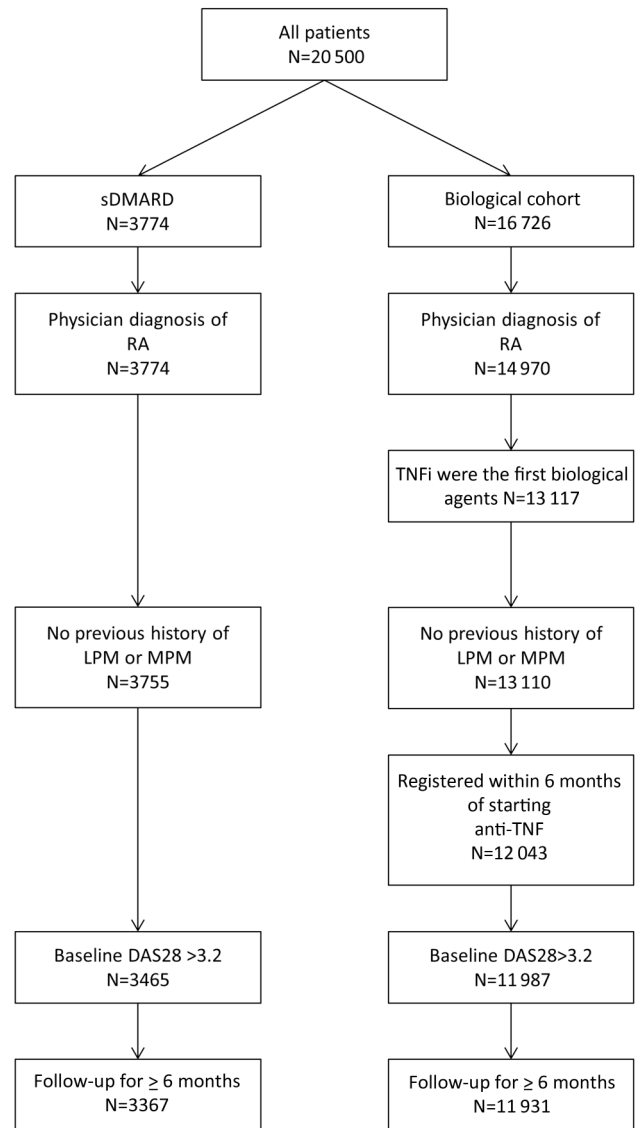 All patients
N=20 500
sDMARD
N=3774
Biological cohort
N=16 726
Physician diagnosis of
RA
N=3774
Physician diagnosis of
RA
N=14 970
TNFi were the first biological
agents N=13 117
No previous history of
LPM or MPM
N=3755
No previous history of
LPM or MPM
N=13 110
Registered within 6 months
of starting
anti-TNF
N=12 043
Baseline DAS28 >3.2
N=3465
Baseline DAS28>3.2
N=11 987
Follow-up for ≥ 6 months
N=3367
Follow-up for ≥ 6 months
N=11 931